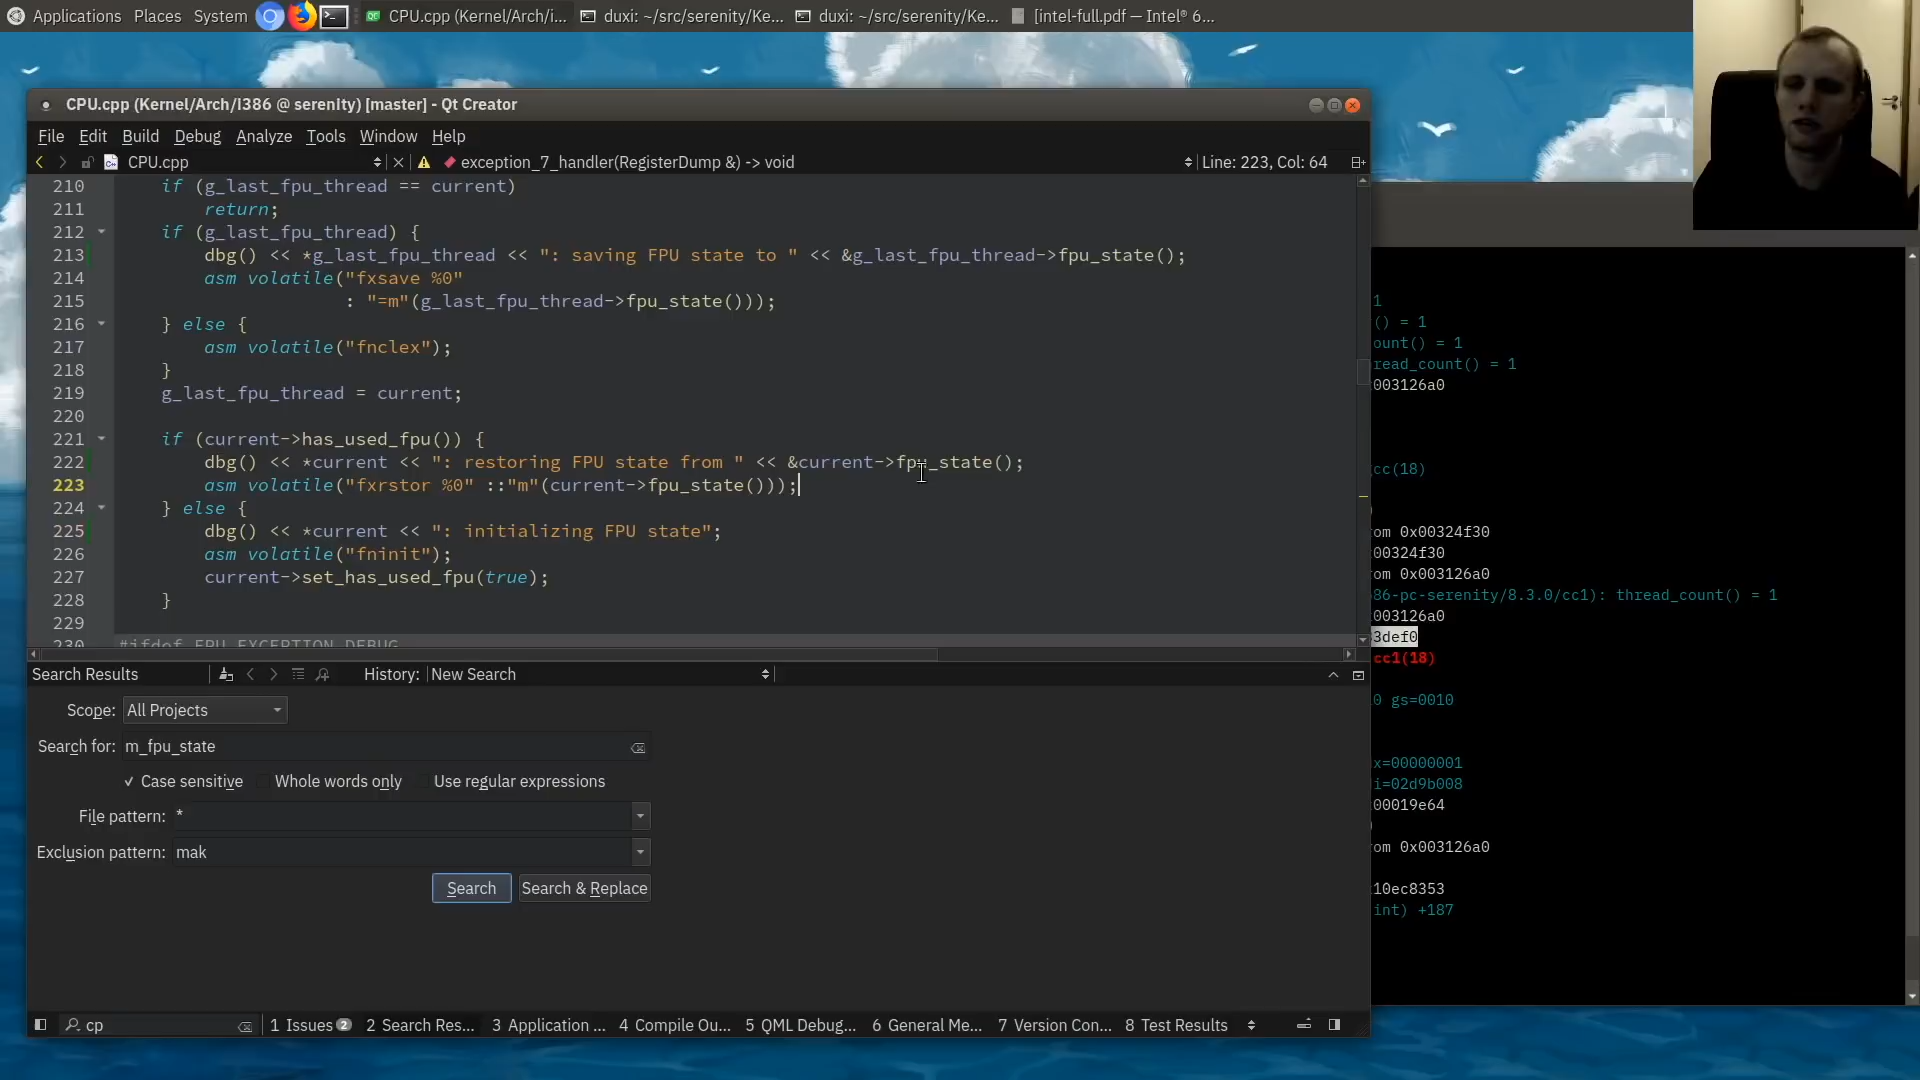 Applications Places System CPU.cpp (Kernel/Arch/i... duxi: ~/src/serenity/Ke... duxi: ~/src/serenity/Ke... [intel-full.pdf — Intel® 6...
CPU.cpp (Kernel/Arch/i386 @ serenity) [master] - Qt Creator
File Edit Build Debug Analyze Tools Window Help
CPU.cpp exception_7_handler(RegisterDump &) -> void Line: 223, Col: 64
210 if (g_last_fpu_thread == current)
211 return;
212 if (g_last_fpu_thread) {
213 dbg() << *g_last_fpu_thread << ": saving FPU state to " << &g_last_fpu_thread->fpu_state();
214 asm volatile("fxsave %0"
215 : "=m"(g_last_fpu_thread->fpu_state()));
216 } else {
217 asm volatile("fnclex");
218 }
219 g_last_fpu_thread = current;
220
221 if (current->has_used_fpu()) {
222 dbg() << *current << ": restoring FPU state from " << &current->fpu_state();
223 asm volatile("fxrstor %0" ::"m"(current->fpu_state()));
224 } else {
225 dbg() << *current << ": initializing FPU state";
226 asm volatile("fninit");
227 current->set_has_used_fpu(true);
228 }
229
230 #ifdef FPU_EXCEPTION_DEBUG
Search Results History: New Search
Scope: All Projects
Search for: m_fpu_state
✓ Case sensitive Whole words only Use regular expressions
File pattern: *
Exclusion pattern: mak
Search Search & Replace
cp 1 Issues 2 2 Search Res... 3 Application ... 4 Compile Ou... 5 QML Debug... 6 General Me... 7 Version Con... 8 Test Results
1
() = 1
ount() = 1
read_count() = 1
003126a0
cc(18)
)
om 0x00324f30
00324f30
om 0x003126a0
86-pc-serenity/8.3.0/cc1): thread_count() = 1
003126a0
3def0
cc1(18)
0 gs=0010
x=00000001
i=02d9b008
00019e64
)
om 0x003126a0
10ec8353
int) +187